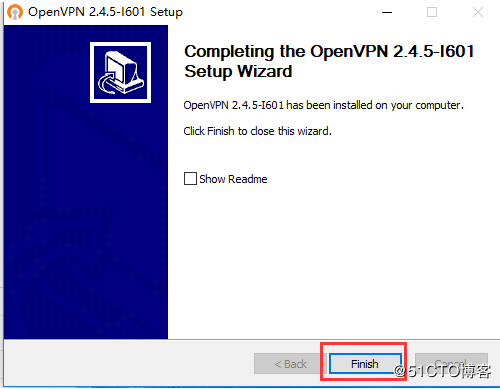 OpenVPN 2.4.5-I601 Setup
Completing the OpenVPN 2.4.5-I601
Setup Wizard
OpenVPN 2.4.5-I601 has been installed on your computer.
Click Finish to close this wizard.
Show Readme
< Back
Finish
Cancel
@51CTO博客